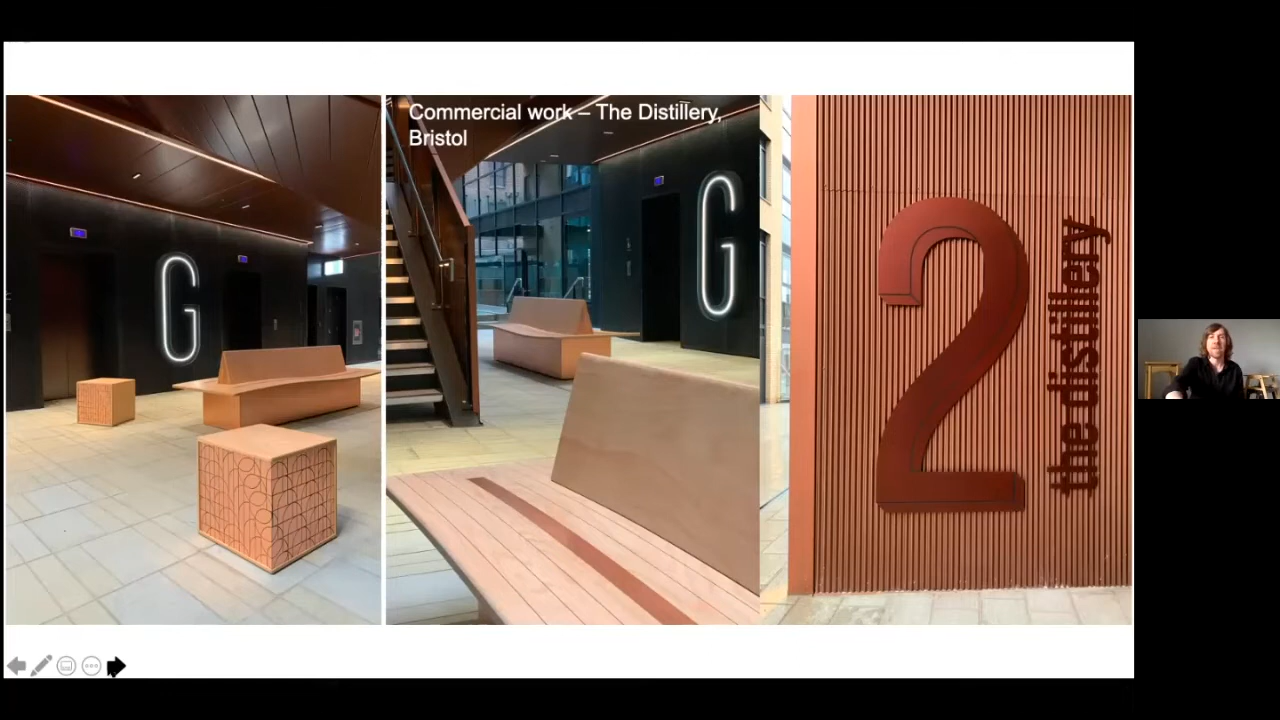 Commercial work – The Distillery,
Bristol
G
G
2
the distillery